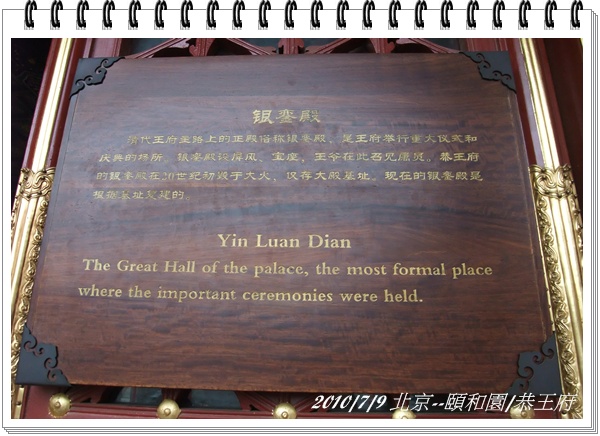 银銮殿
清代王府主路上的正殿俗称银銮殿，是王府举行重大仪式和
庆典的场所。银銮殿设屏风、宝座，王爷在此召见属员。恭王府
的银銮殿在20世纪初毁于大火，仅存大殿基址。现在的银銮殿是
根据基址复建的。
Yin Luan Dian
The Great Hall of the palace, the most formal place
where the important ceremonies were held.
2010/7/9 北京--頤和園/恭王府